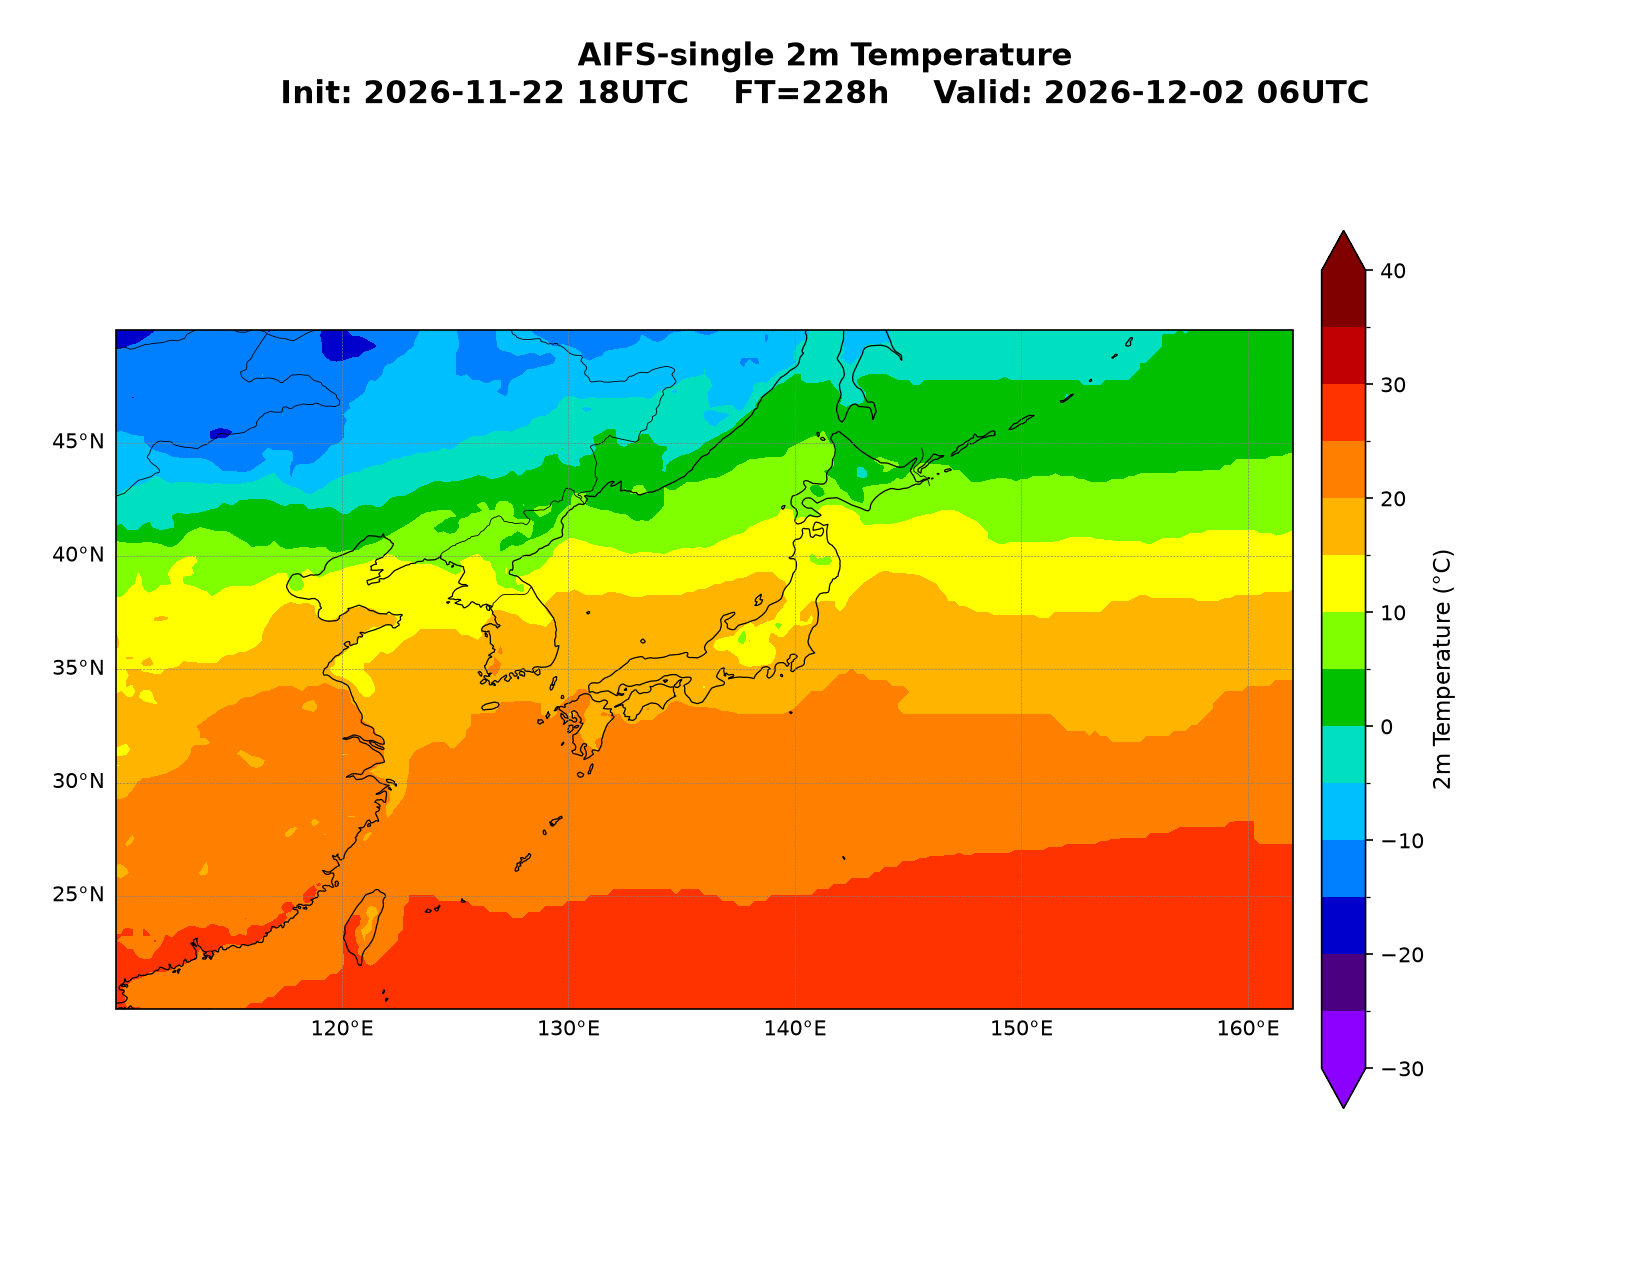 AIFS-single 2m Temperature
Init: 2026-11-22 18UTC    FT=228h    Valid: 2026-12-02 06UTC
45°N
40°N
35°N
30°N
25°N
120°E
130°E
140°E
150°E
160°E
40
30
20
10
0
−10
−20
−30
2m Temperature (°C)